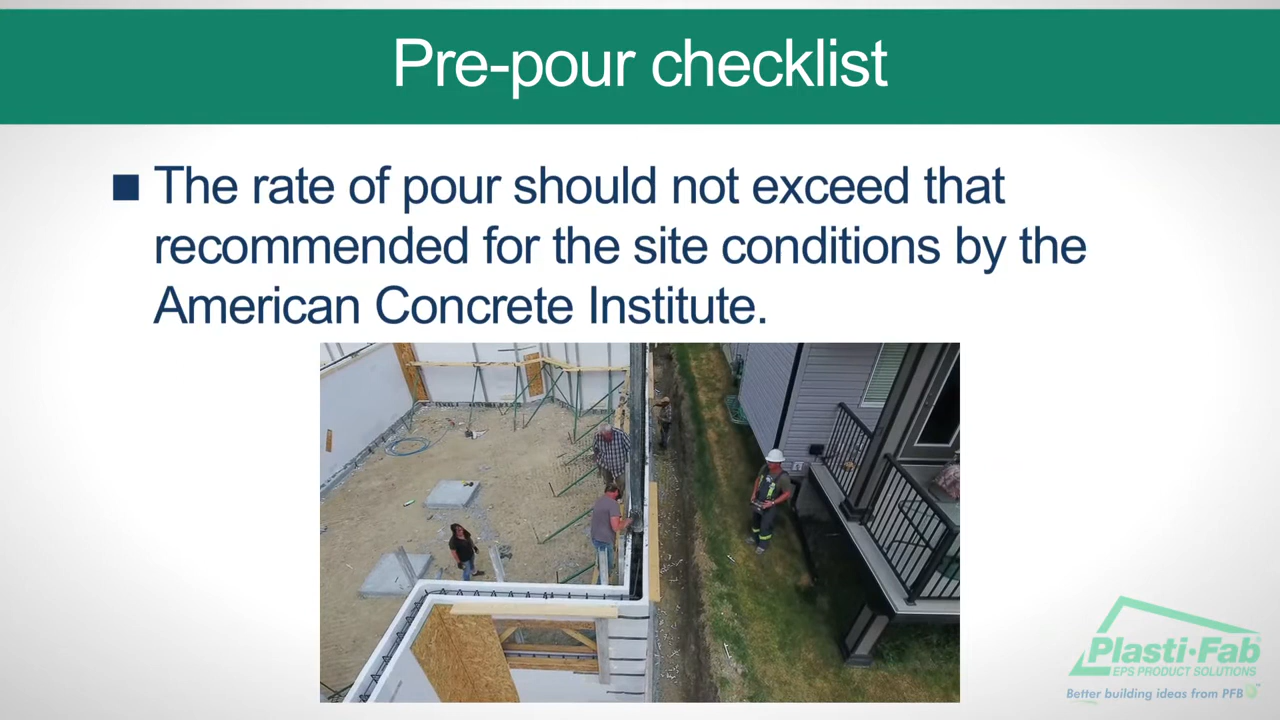 Pre-pour checklist
The rate of pour should not exceed that
recommended for the site conditions by the
American Concrete Institute.
Plasti·Fab
EPS PRODUCT SOLUTIONS
Better building ideas from PFB™